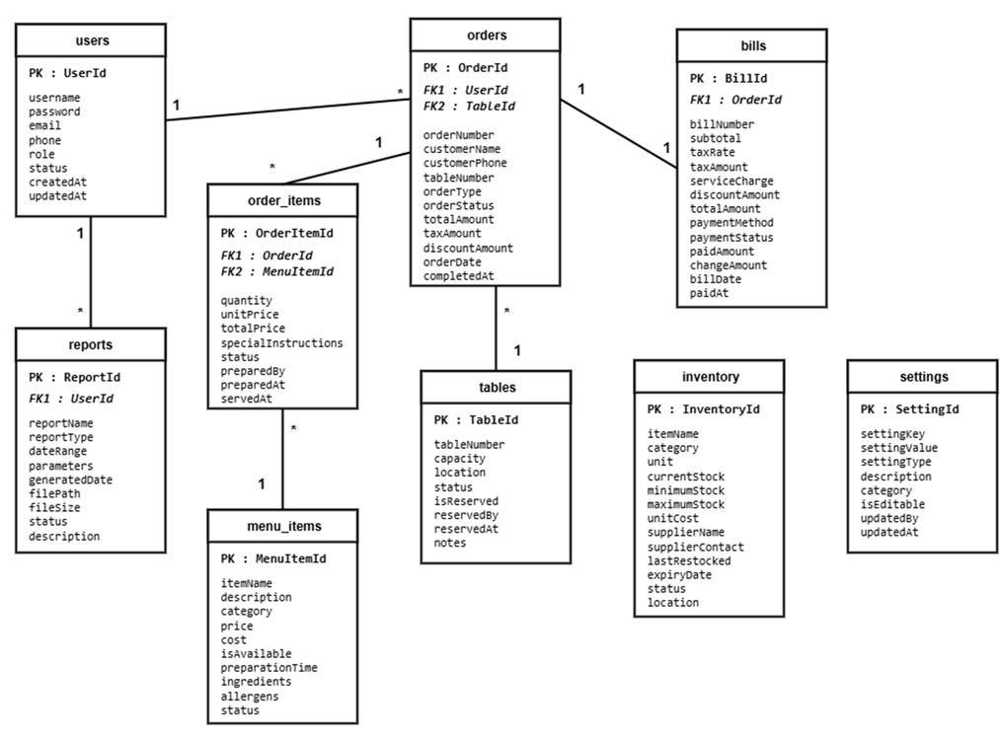 users
PK : UserId
username
password
email
phone
role
status
createdAt
updatedAt
1
*
orders
PK : OrderId
FK1 : UserId
FK2 : TableId
orderNumber
customerName
customerPhone
tableNumber
orderType
orderStatus
totalAmount
taxAmount
discountAmount
orderDate
completedAt
1
1
bills
PK : BillId
FK1 : OrderId
billNumber
subtotal
taxRate
taxAmount
serviceCharge
discountAmount
totalAmount
paymentMethod
paymentStatus
paidAmount
changeAmount
billDate
paidAt
1
*
order_items
PK : OrderItemId
FK1 : OrderId
FK2 : MenuItemId
quantity
unitPrice
totalPrice
specialInstructions
status
preparedBy
preparedAt
servedAt
1
*
reports
PK : ReportId
FK1 : UserId
reportName
reportType
dateRange
parameters
generatedDate
filePath
fileSize
status
description
*
1
menu_items
PK : MenuItemId
itemName
description
category
price
cost
isAvailable
preparationTime
ingredients
allergens
status
*
1
tables
PK : TableId
tableNumber
capacity
location
status
isReserved
reservedBy
reservedAt
notes
inventory
PK : InventoryId
itemName
category
unit
currentStock
minimumStock
maximumStock
unitCost
supplierName
supplierContact
lastRestocked
expiryDate
status
location
settings
PK : SettingId
settingKey
settingValue
settingType
description
category
isEditable
updatedBy
updatedAt